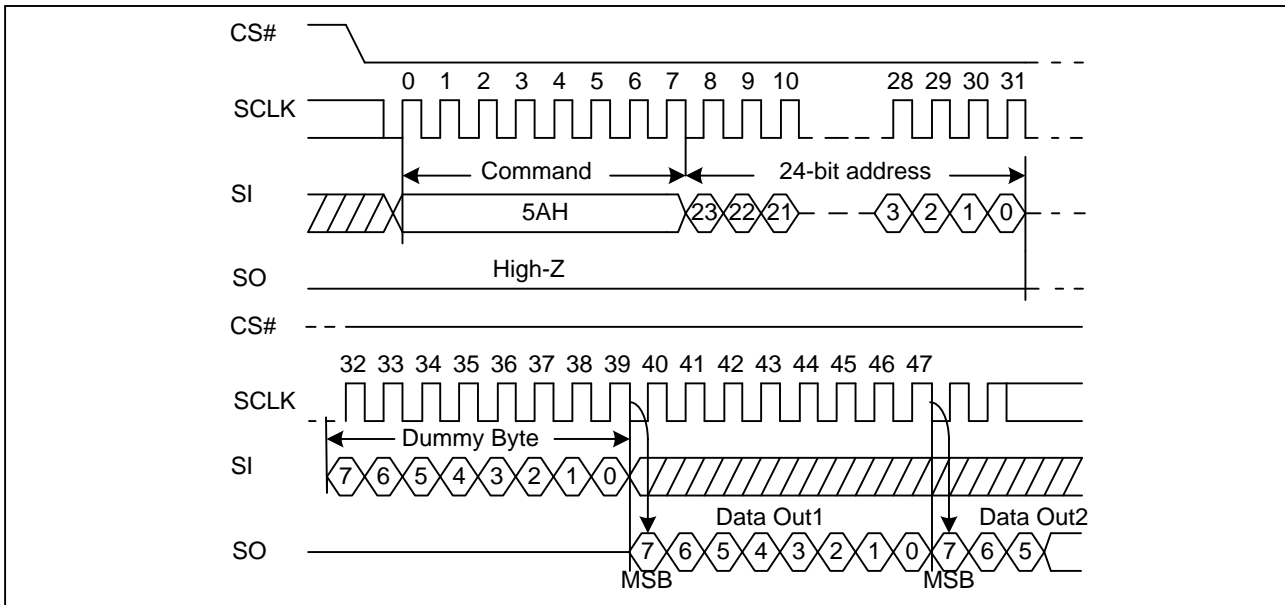 CS#
0 1 2 3 4 5 6 7 8 9 10 28 29 30 31
SCLK
Command 24-bit address
SI
5AH 23 22 21 3 2 1 0
High-Z
SO
CS#
32 33 34 35 36 37 38 39 40 41 42 43 44 45 46 47
SCLK
Dummy Byte
SI
7 6 5 4 3 2 1 0
Data Out1 Data Out2
SO
7 6 5 4 3 2 1 0 7 6 5
MSB MSB